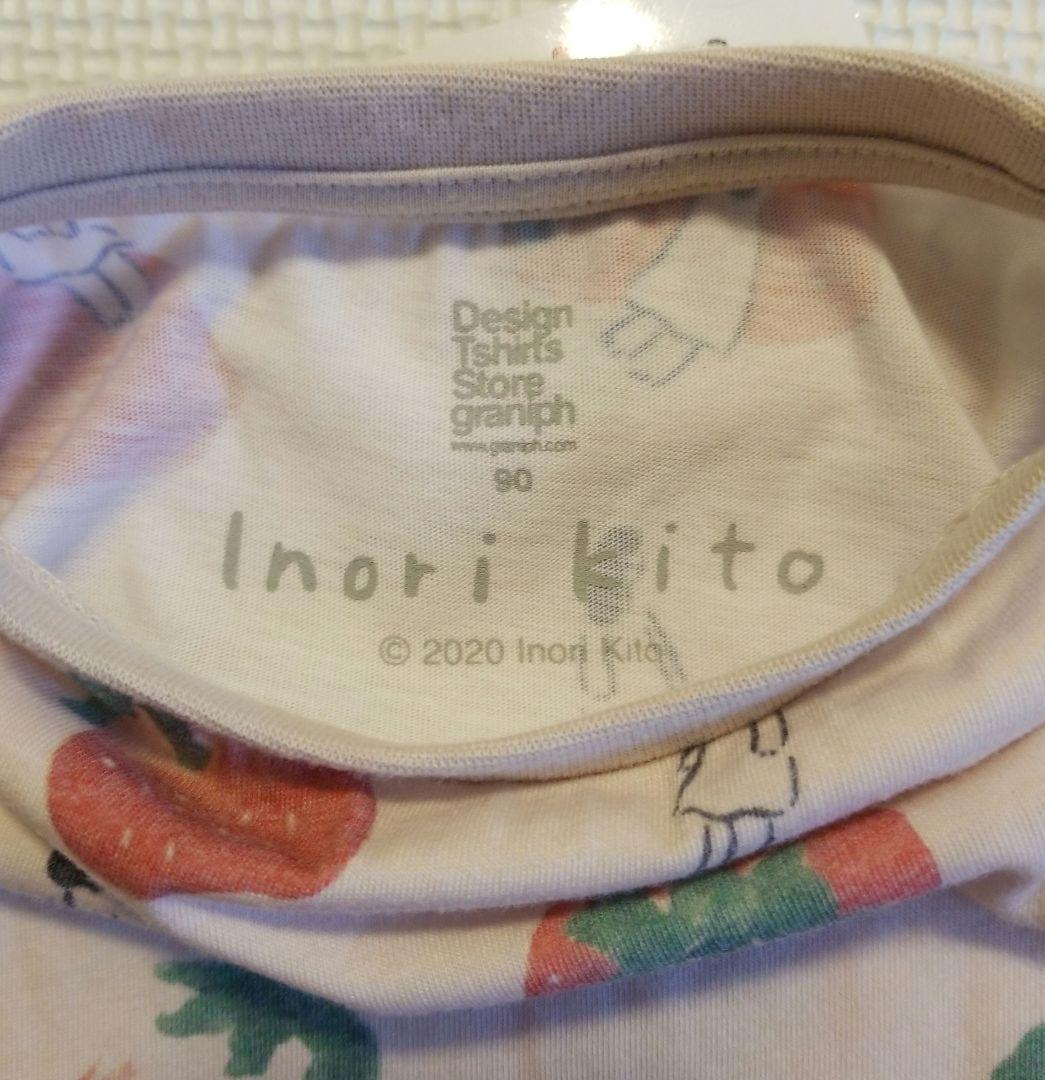 Design
Tshirts
Store
graniph
www.graniph.com
90
Inori kito
© 2020 Inori Kito